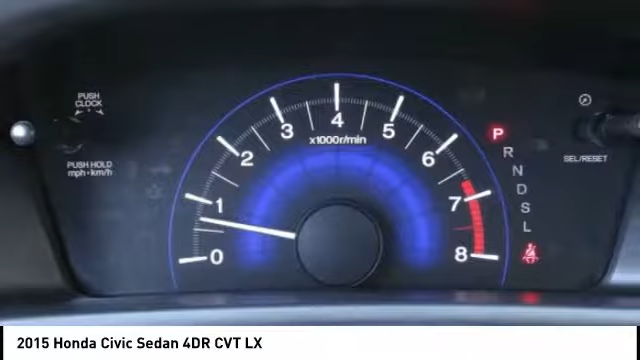 PUSH
CLOCK
PUSH HOLD
mph•km/h
0
1
2
3
4
5
6
7
8
x1000r/min
P
R
N
D
S
L
SEL/RESET
2015 Honda Civic Sedan 4DR CVT LX